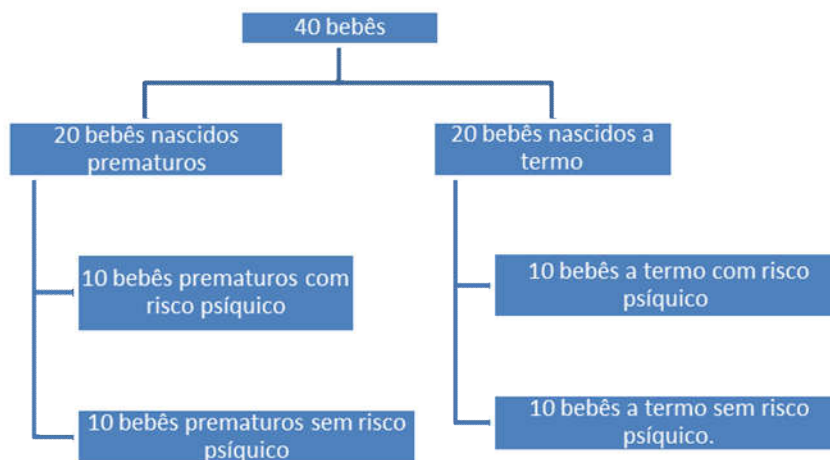 40 bebês
20 bebês nascidos
prematuros
10 bebês prematuros com
risco psíquico
10 bebês prematuros sem risco
psíquico
20 bebês nascidos a
termo
10 bebês a termo com risco
psíquico
10 bebês a termo sem risco
psíquico.